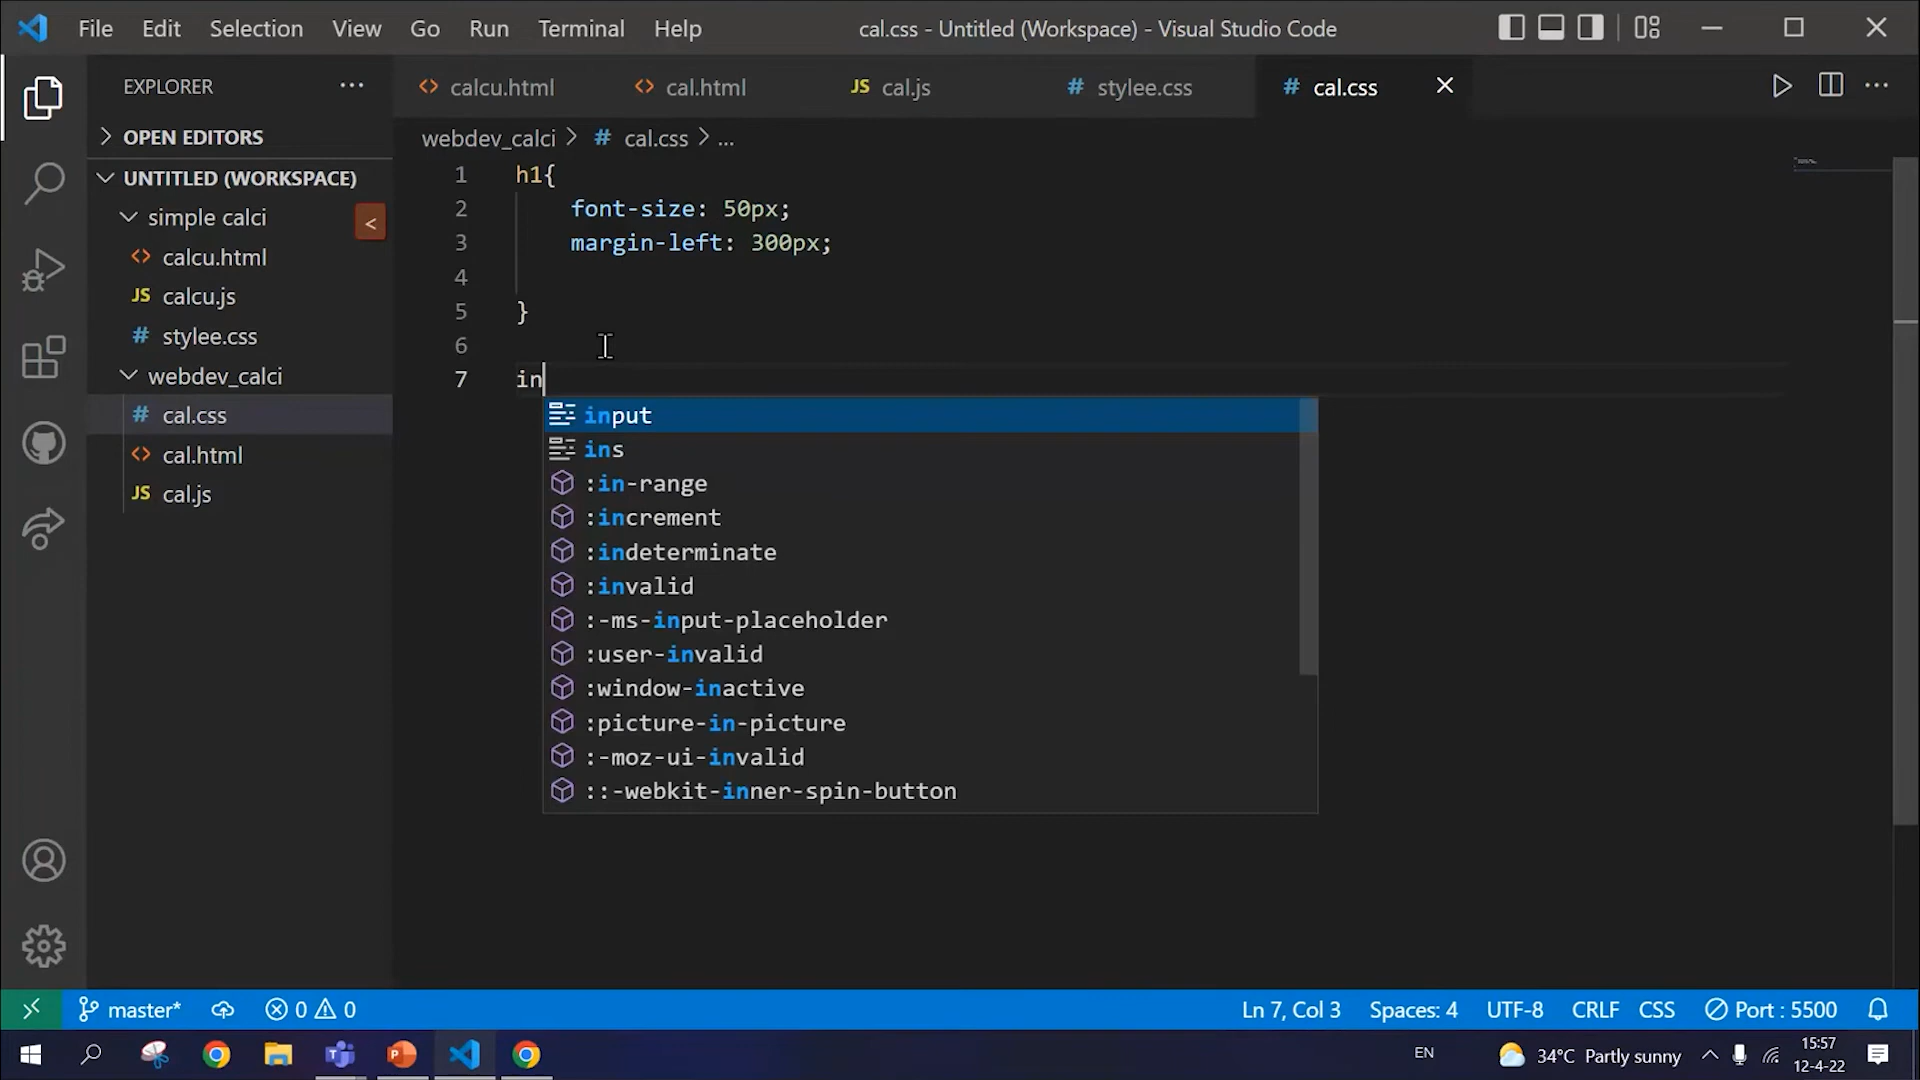 File Edit Selection View Go Run Terminal Help
cal.css - Untitled (Workspace) - Visual Studio Code
EXPLORER
OPEN EDITORS
UNTITLED (WORKSPACE)
simple calci
<
calcu.html
JS calcu.js
# stylee.css
webdev_calci
# cal.css
cal.html
JS cal.js
calcu.html
cal.html
JS cal.js
# stylee.css
# cal.css
webdev_calci > # cal.css > ...
1 h1{
2 font-size: 50px;
3 margin-left: 300px;
4
5 }
6
7 in
input
ins
:in-range
:increment
:indeterminate
:invalid
:-ms-input-placeholder
:user-invalid
:window-inactive
:picture-in-picture
:-moz-ui-invalid
::-webkit-inner-spin-button
master* 0 0
Ln 7, Col 3 Spaces: 4 UTF-8 CRLF CSS Port : 5500
EN
34°C Partly sunny
15:57
12-4-22